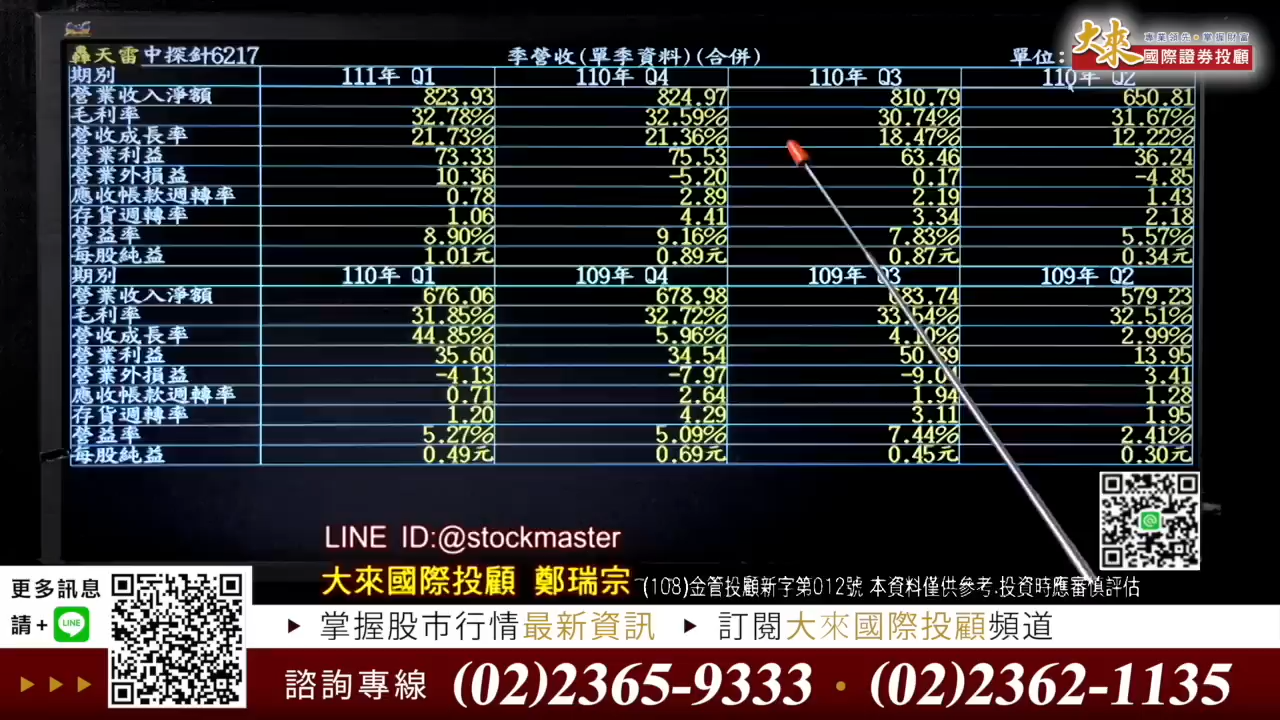 大來
專業領先•掌握財富
國際證券投顧
轟天雷 中探針6217 季營收(單季資料)(合併) 單位:
期別 111年 Q1 110年 Q4 110年 Q3 110年 Q2
營業收入淨額 823.93 824.97 810.79 650.81
毛利率 32.78% 32.59% 30.74% 31.67%
營收成長率 21.73% 21.36% 18.47% 12.22%
營業利益 73.33 75.53 63.46 36.24
營業外損益 10.36 -5.20 0.17 -4.85
應收帳款週轉率 0.78 2.89 2.19 1.43
存貨週轉率 1.06 4.41 3.34 2.18
營益率 8.90% 9.16% 7.83% 5.57%
每股純益 1.01元 0.89元 0.87元 0.34元
期別 110年 Q1 109年 Q4 109年 Q3 109年 Q2
營業收入淨額 676.06 678.98 83.74 579.23
毛利率 31.85% 32.72% 33.54% 32.51%
營收成長率 44.85% 5.96% 4.10% 2.99%
營業利益 35.60 34.54 13.95
營業外損益 -4.13 -7.97 3.41
應收帳款週轉率 0.71 2.64 1.94 1.28
存貨週轉率 1.20 4.29 3.11 1.95
營益率 5.27% 5.09% 7.44% 2.41%
每股純益 0.49元 0.69元 0.45元 0.30元
LINE ID:@stockmaster
大來國際投顧 鄭瑞宗 (108)金管投顧新字第012號 本資料僅供參考,投資時應審慎評估
更多訊息
請+ LINE
掌握股市行情最新資訊 訂閱大來國際投顧頻道
諮詢專線 (02)2365-9333 • (02)2362-1135